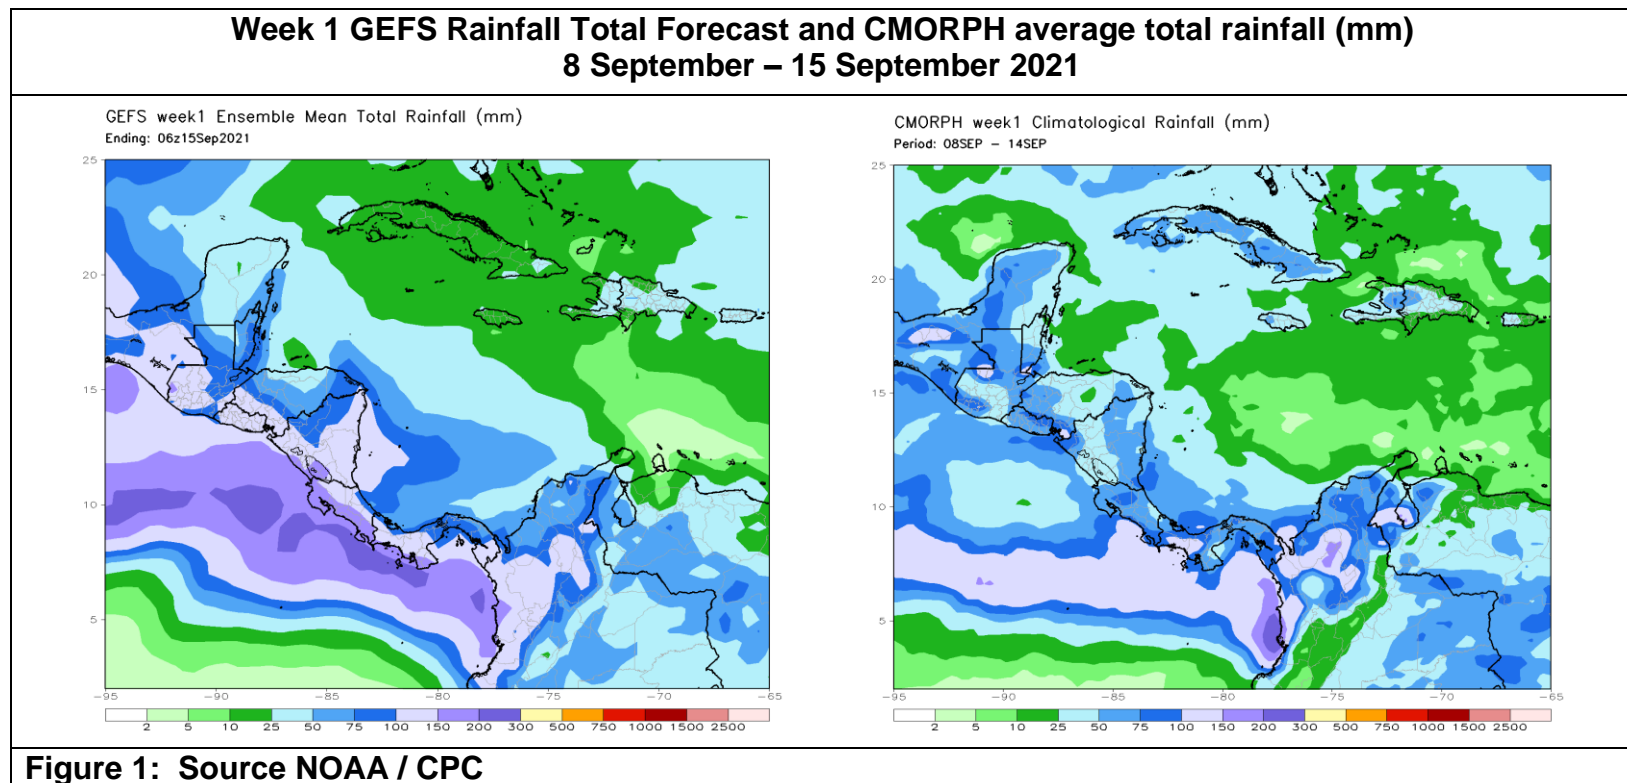 Week 1 GEFS Rainfall Total Forecast and CMORPH average total rainfall (mm)
8 September – 15 September 2021
GEFS week1 Ensemble Mean Total Rainfall (mm)
Ending: 06z15Sep2021
25
20
15
10
5
-95 -90 -85 -80 -75 -70 -65
2 5 10 25 50 75 100 150 200 300 500 750 1000 1500 2500
CMORPH week1 Climatological Rainfall (mm)
Period: 08SEP – 14SEP
25
20
15
10
5
-95 -90 -85 -80 -75 -70 -65
2 5 10 25 50 75 100 150 200 300 500 750 1000 1500 2500
Figure 1: Source NOAA / CPC